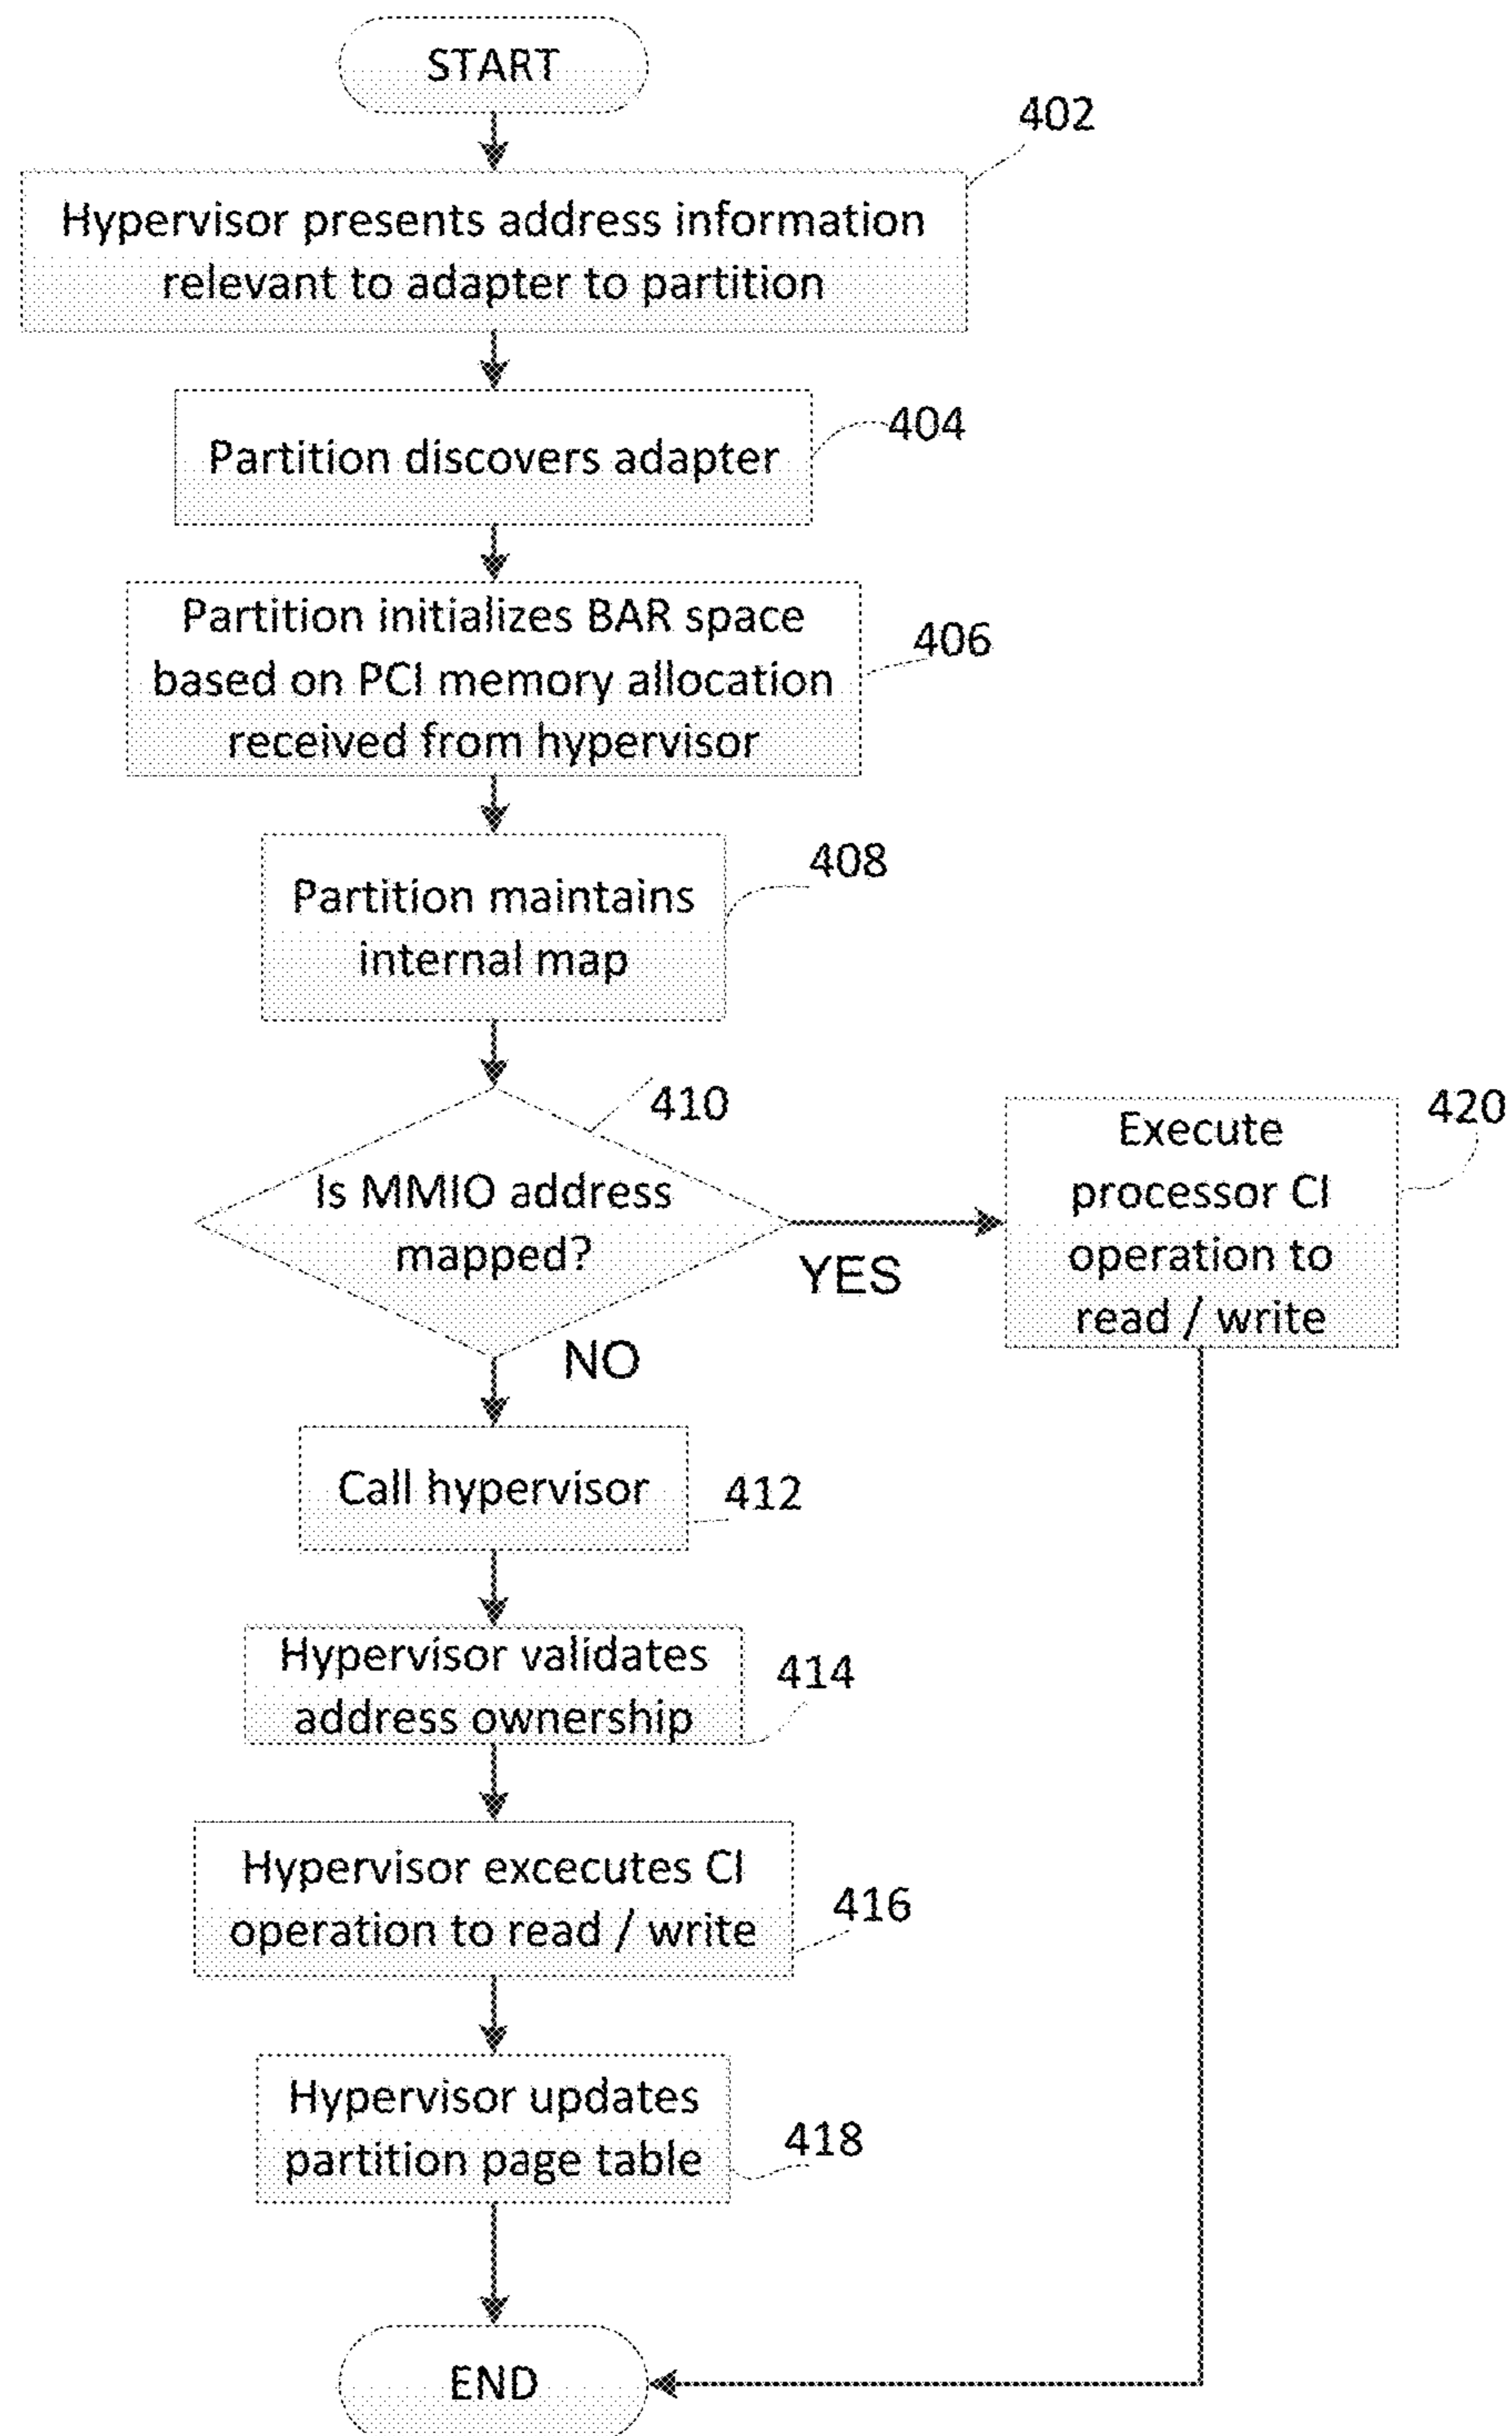 START
402
Hypervisor presents address information
relevant to adapter to partition
404
Partition discovers adapter
Partition initializes BAR space
406
based on PCI memory allocation
received from hypervisor
408
Partition maintains
internal map
410
Is MMIO address
mapped?
YES
NO
420
Execute
processor CI
operation to
read / write
Call hypervisor
412
Hypervisor validates
414
address ownership
Hypervisor excecutes CI
416
operation to read / write
Hypervisor updates
418
partition page table
END